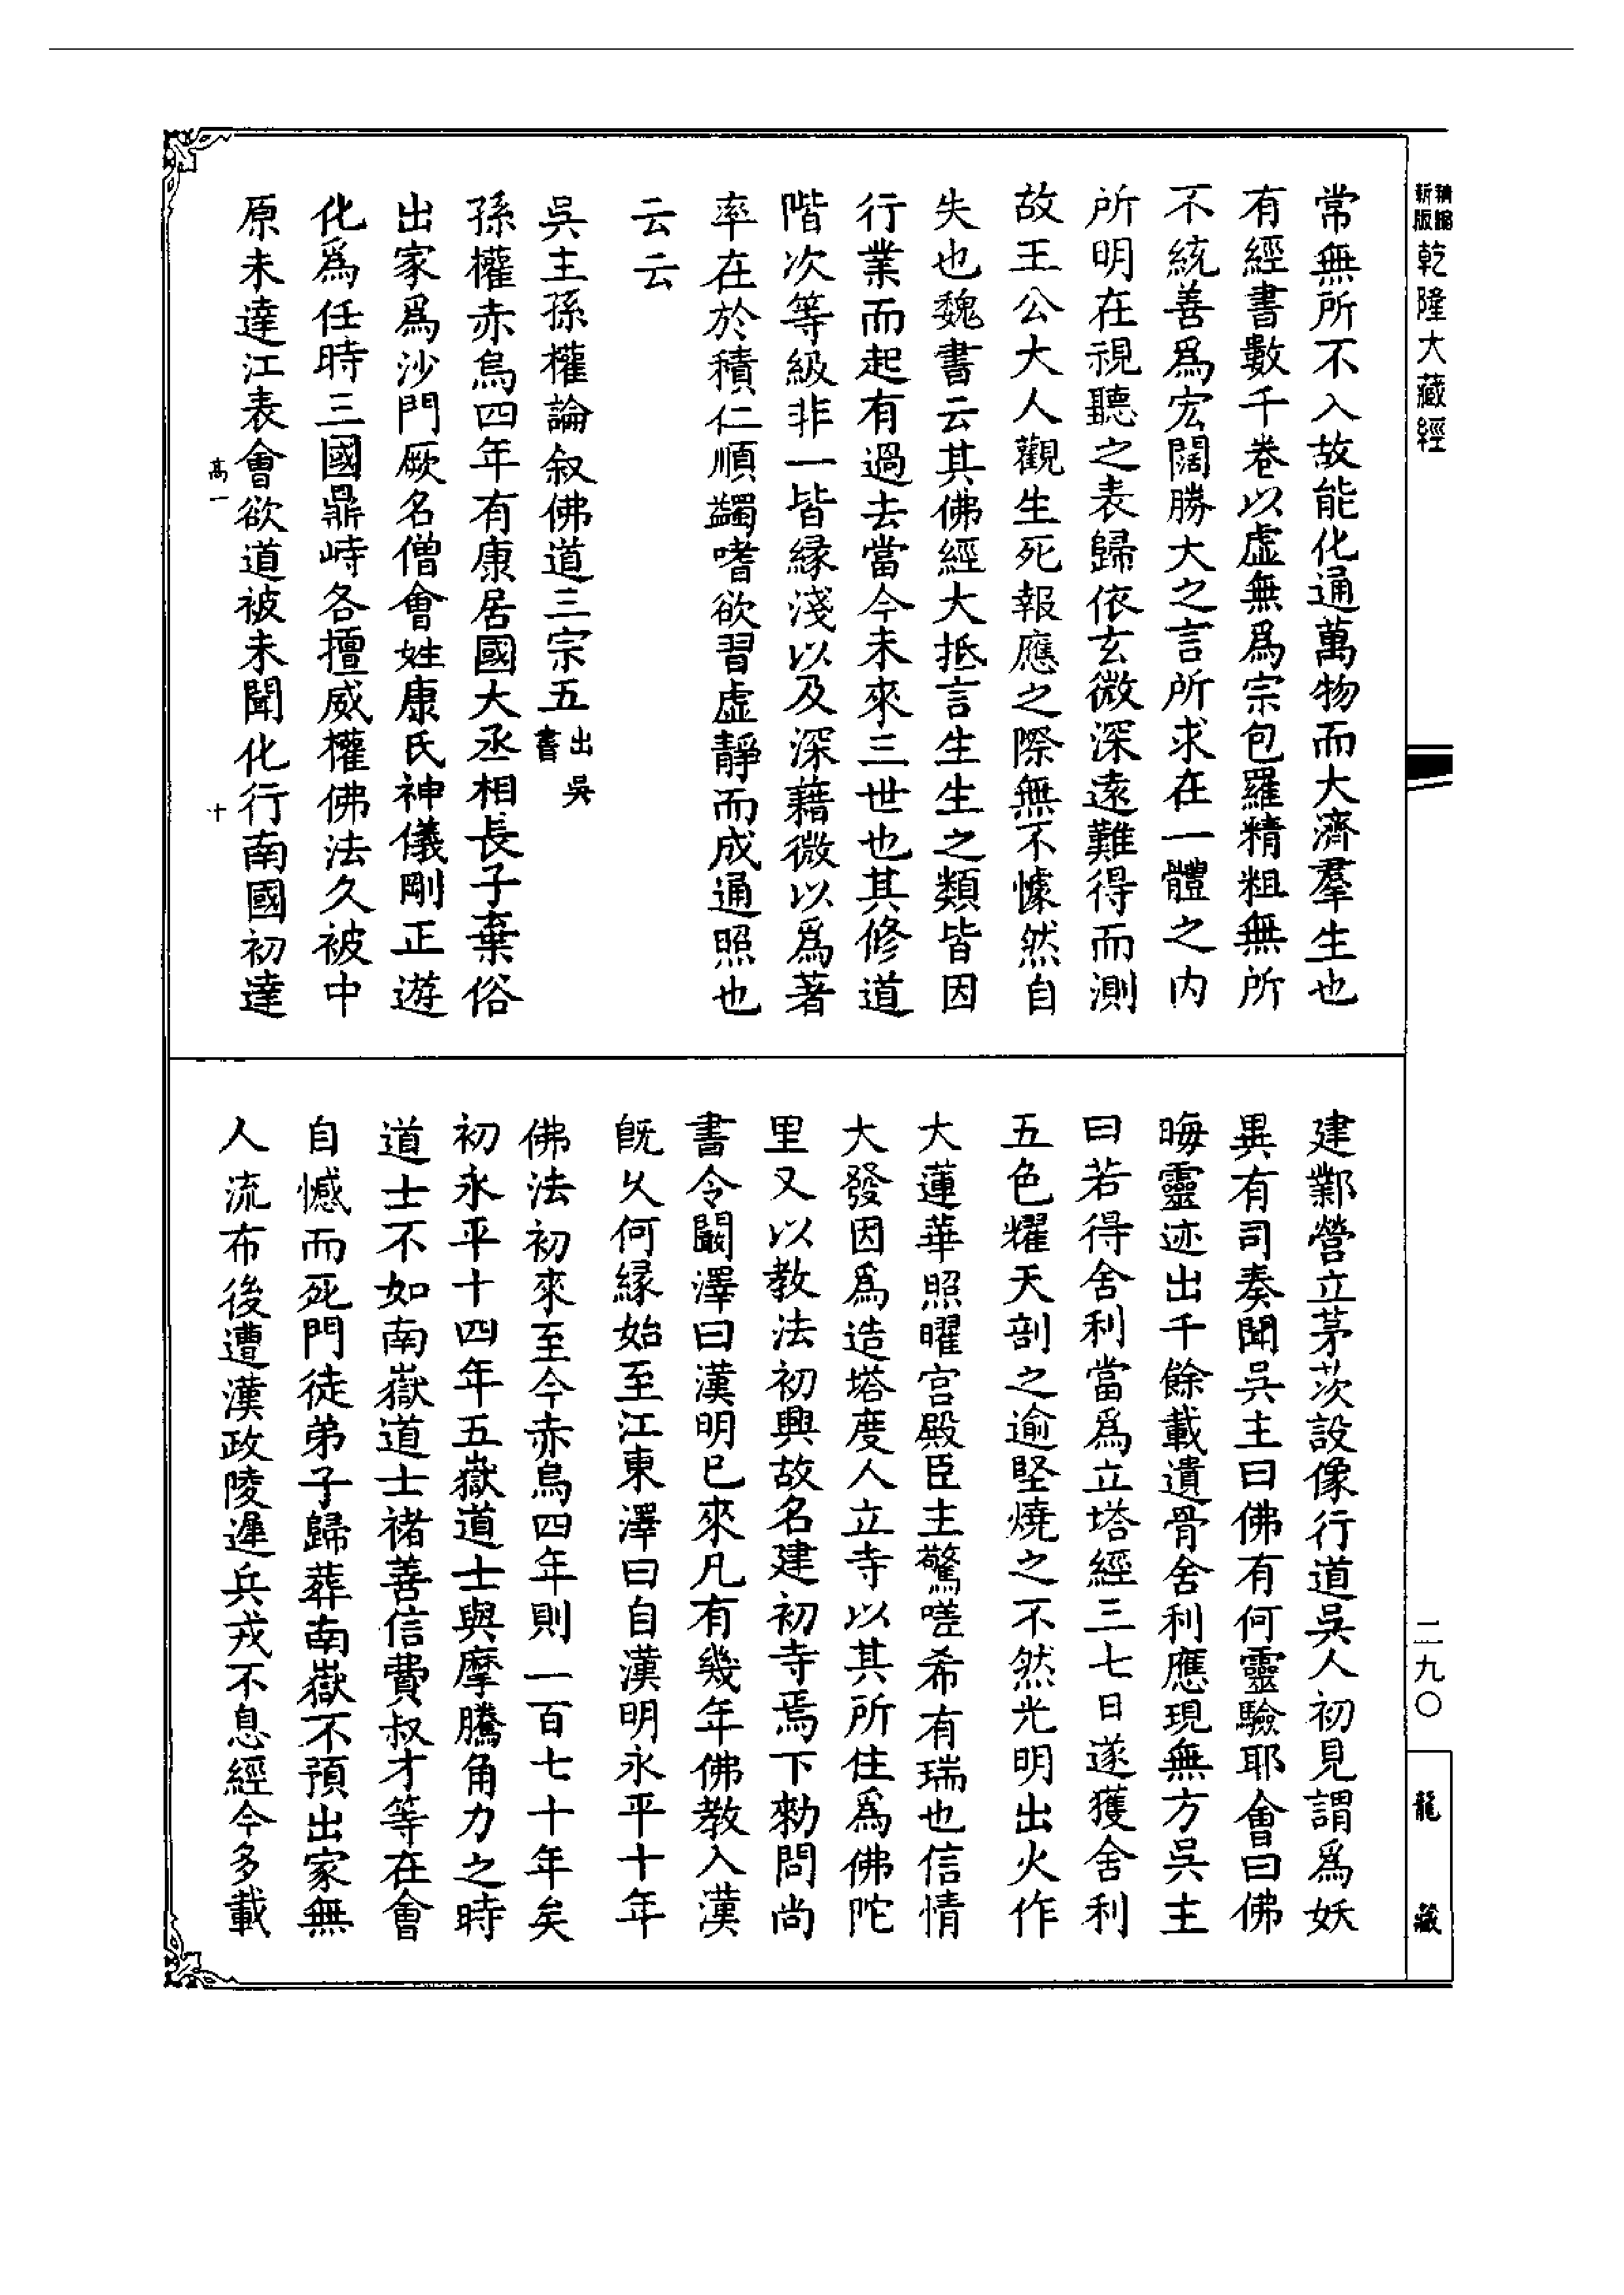 精縮新版乾隆大藏經
常無所不入故能化通萬物而大濟羣生也
有經書數千卷以虛無爲宗包羅精粗無所
不統善爲宏闊勝大之言所求在一體之内
所明在視聽之表歸依玄微深遠難得而測
故王公大人觀生死報應之際無不懅然自
失也魏書云其佛經大抵言生生之類皆因
行業而起有過去當今未來三世也其修道
階次等級非一皆緣淺以及深藉微以爲著
率在於積仁順蠲嗜欲習虛靜而成通照也
云云
吳主孫權論叙佛道三宗五出吳書
孫權赤烏四年有康居國大丞相長子棄俗
出家爲沙門厥名僧會姓康氏神儀剛正遊
化爲任時三國鼎峙各擅威權佛法久被中
原未達江表會欲道被未聞化行南國初達
高一
十
建鄴營立茅茨設像行道吳人初見謂爲妖
異有司奏聞吳主曰佛有何靈驗耶會曰佛
晦靈迹出千餘載遺骨舍利應現無方吳主
曰若得舍利當爲立塔經三七日遂獲舍利
五色耀天剖之逾堅燒之不然光明出火作
大蓮華照曜宮殿臣主驚嗟希有瑞也信情
大發因爲造塔度人立寺以其所住爲佛陀
里又以教法初興故名建初寺焉下勑問尚
書令闞澤曰漢明已來凡有幾年佛教入漢
既久何緣始至江東澤曰自漢明永平十年
佛法初來至今赤烏四年則一百七十年矣
初永平十四年五嶽道士與摩騰角力之時
道士不如南嶽道士褚善信費叔才等在會
自憾而死門徒弟子歸葬南嶽不預出家無
人流布後遭漢政陵遲兵戎不息經今多載
二九〇
龍藏